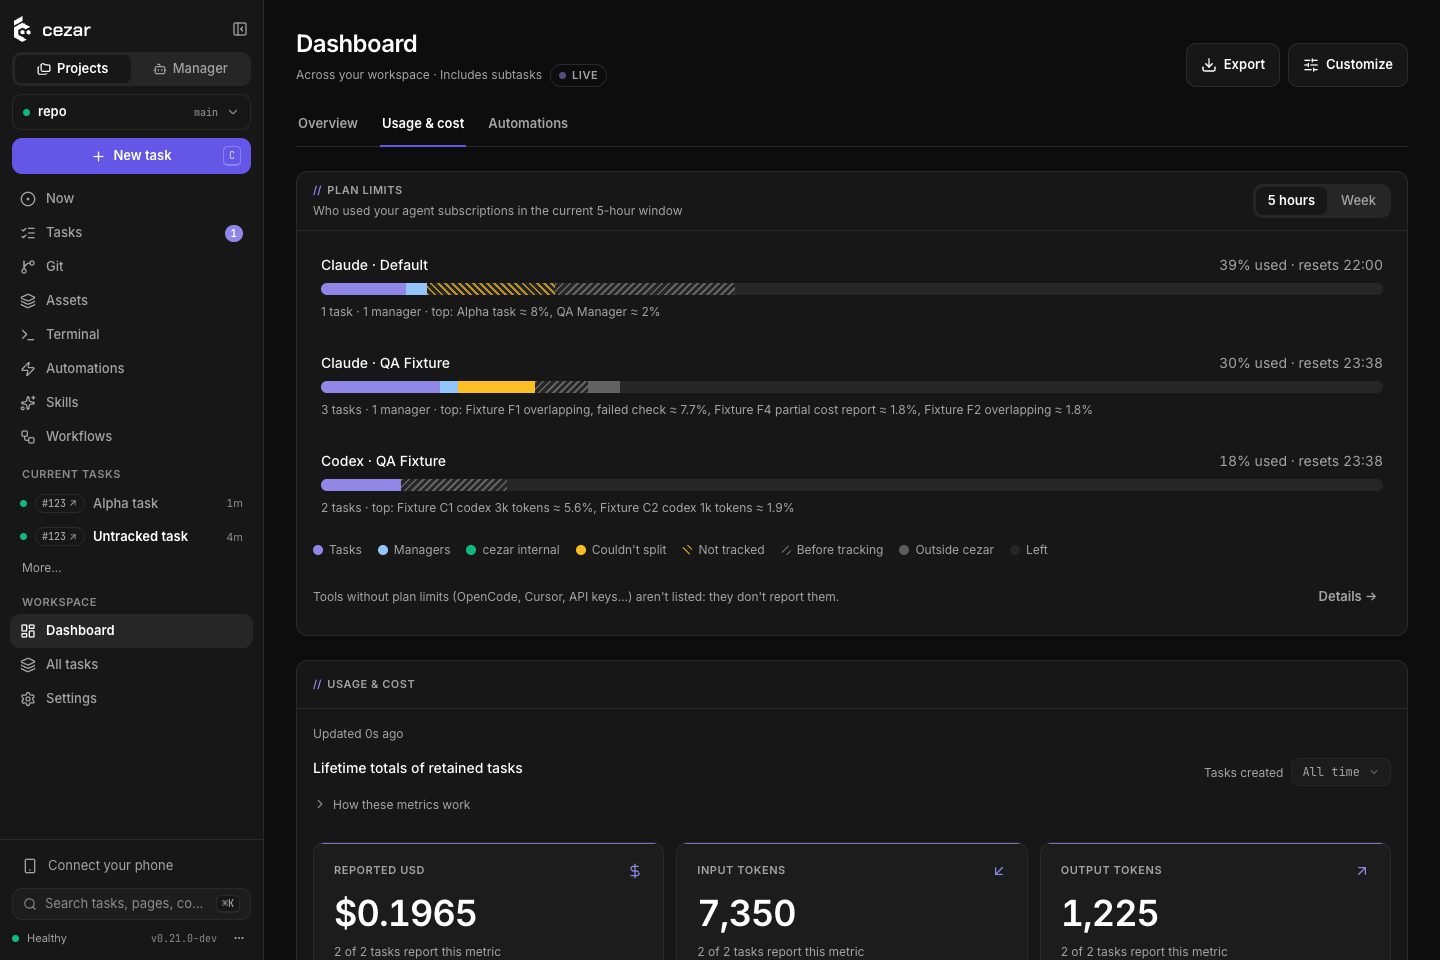 cezar
Projects
Manager
repo
main
New task
C
Now
Tasks
1
Git
Assets
Terminal
Automations
Skills
Workflows
CURRENT TASKS
#123 ↗ Alpha task 1m
#123 ↗ Untracked task 4m
More...
WORKSPACE
Dashboard
All tasks
Settings
Connect your phone
Search tasks, pages, co... ⌘K
Healthy v0.21.0-dev ...
Dashboard
Across your workspace · Includes subtasks LIVE
Export
Customize
Overview
Usage & cost
Automations
// PLAN LIMITS
Who used your agent subscriptions in the current 5-hour window
5 hours
Week
Claude · Default 39% used · resets 22:00
1 task · 1 manager · top: Alpha task ≈ 8%, QA Manager ≈ 2%
Claude · QA Fixture 30% used · resets 23:38
3 tasks · 1 manager · top: Fixture F1 overlapping, failed check ≈ 7.7%, Fixture F4 partial cost report ≈ 1.8%, Fixture F2 overlapping ≈ 1.8%
Codex · QA Fixture 18% used · resets 23:38
2 tasks · top: Fixture C1 codex 3k tokens ≈ 5.6%, Fixture C2 codex 1k tokens ≈ 1.9%
Tasks Managers cezar internal Couldn't split Not tracked Before tracking Outside cezar Left
Tools without plan limits (OpenCode, Cursor, API keys...) aren't listed: they don't report them.
Details →
// USAGE & COST
Updated 0s ago
Lifetime totals of retained tasks
Tasks created All time
How these metrics work
REPORTED USD $
$0.1965
2 of 2 tasks report this metric
INPUT TOKENS
7,350
2 of 2 tasks report this metric
OUTPUT TOKENS
1,225
2 of 2 tasks report this metric